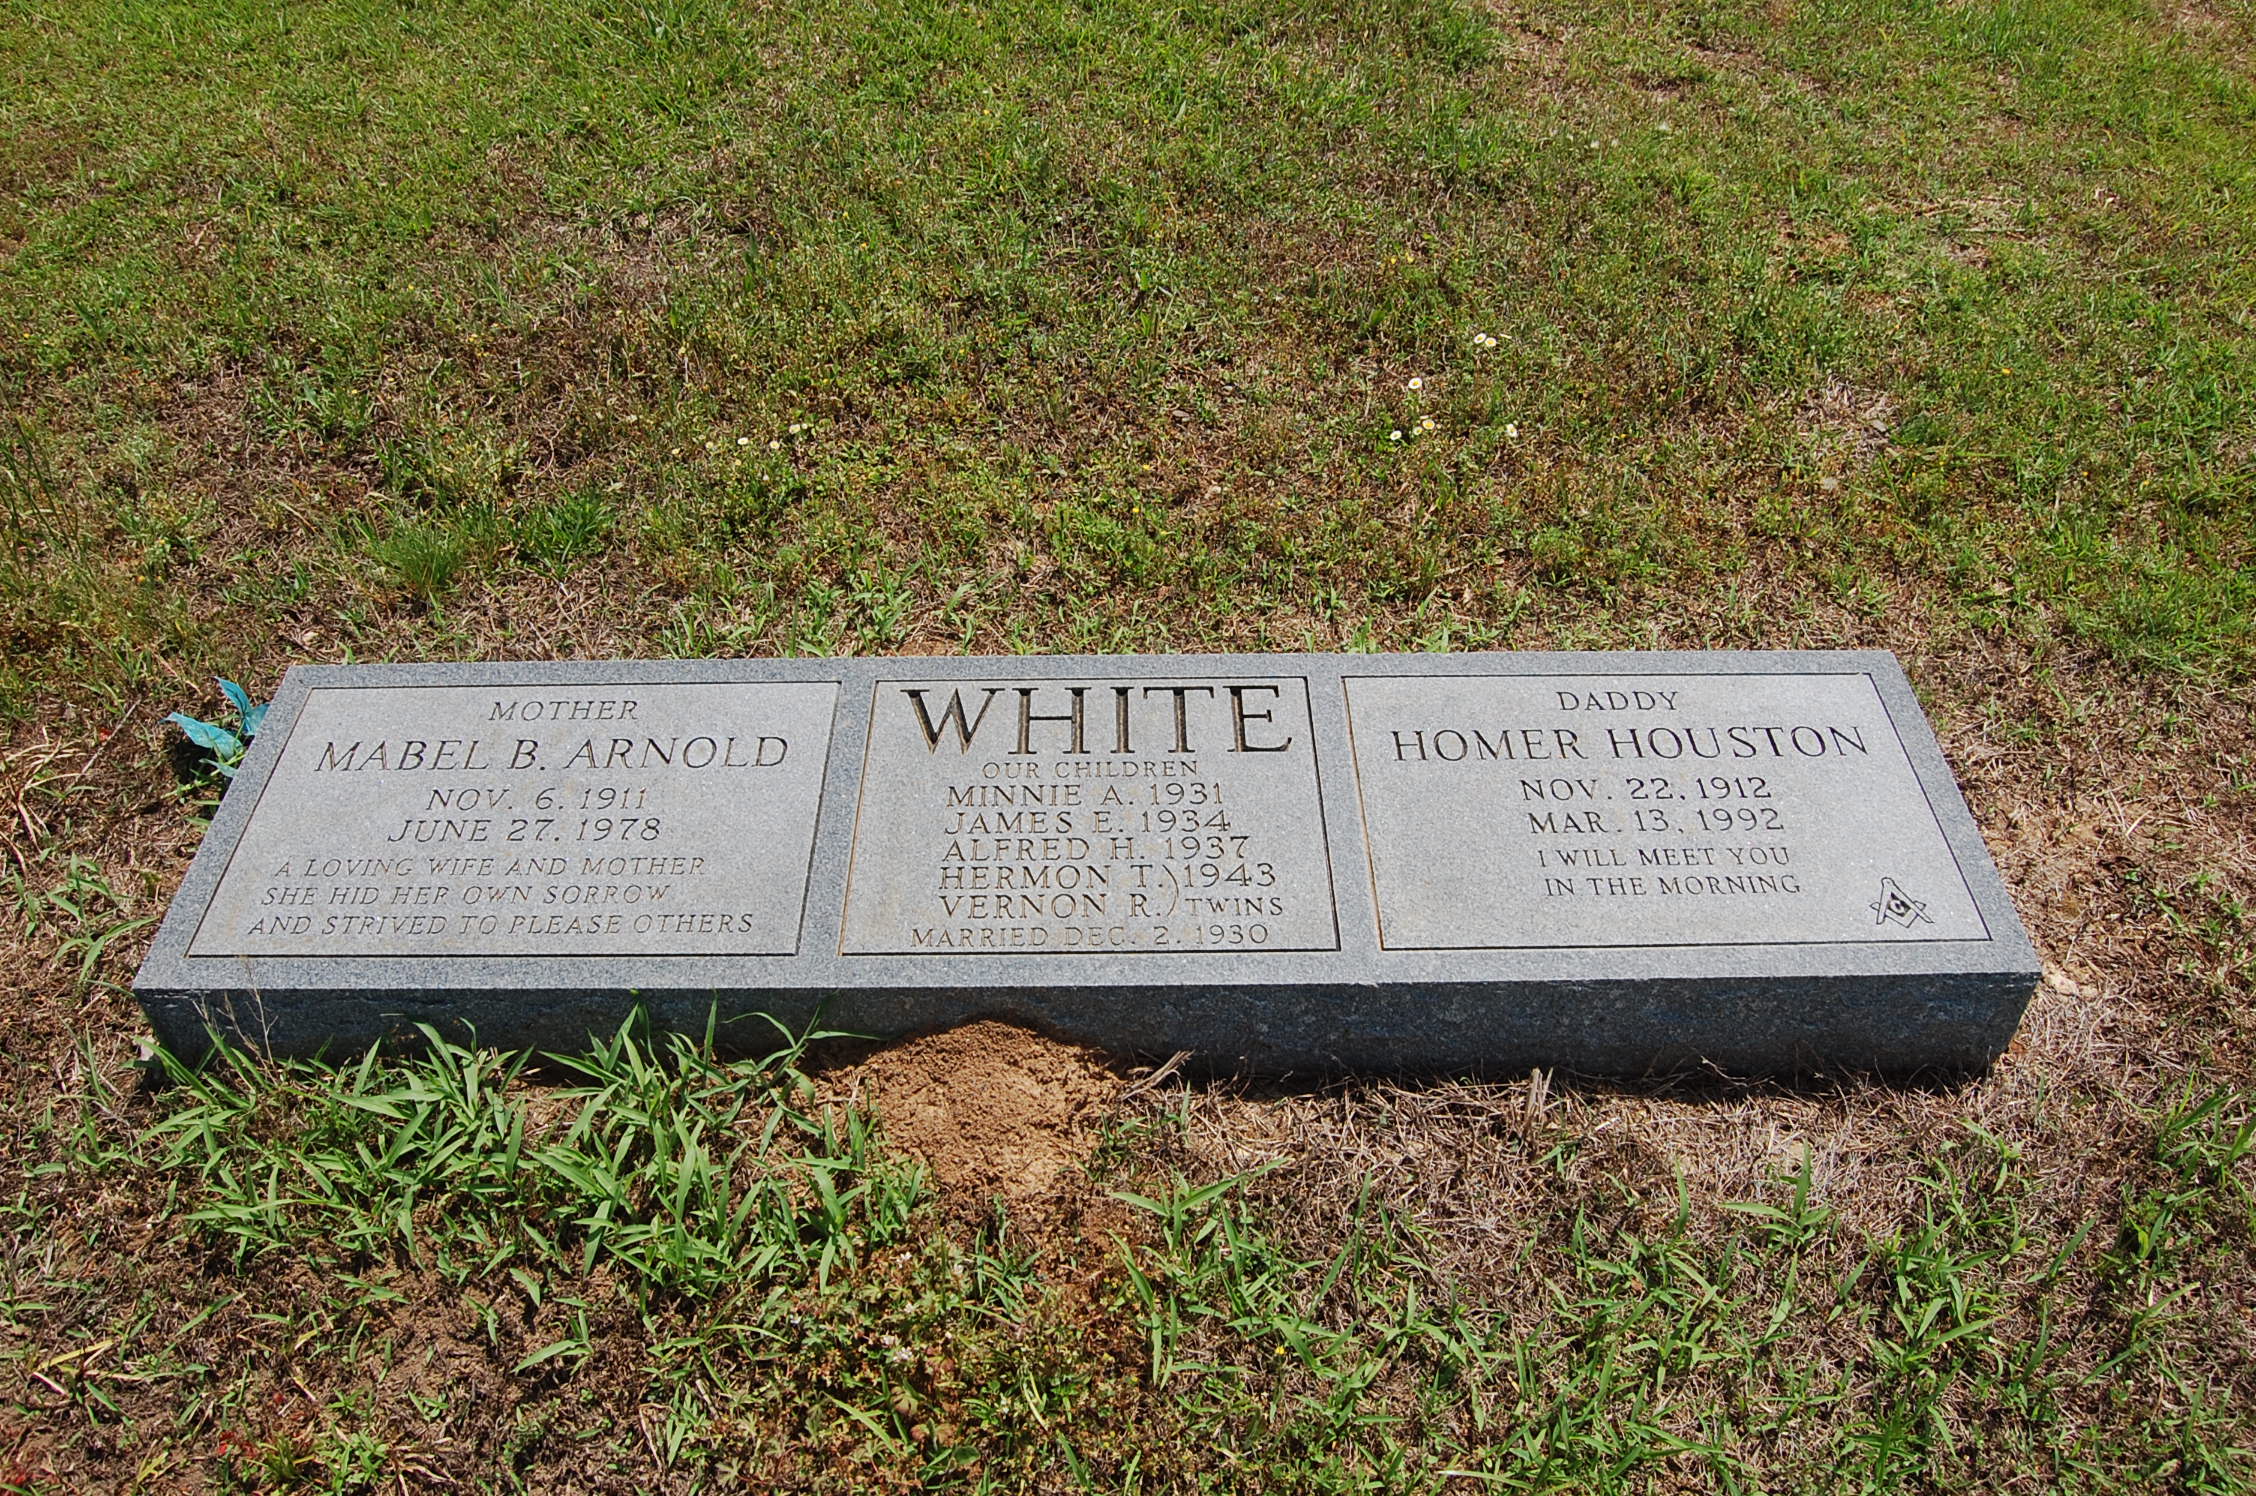 MOTHER
MABEL B. ARNOLD
NOV. 6. 1911
JUNE 27. 1978
A LOVING WIFE AND MOTHER
SHE HID HER OWN SORROW
AND STRIVED TO PLEASE OTHERS
WHITE
OUR CHILDREN
MINNIE A. 1931
JAMES E. 1934
ALFRED H. 1937
HERMON T.) 1943
VERNON R.) TWINS
MARRIED DEC. 2. 1930
DADDY
HOMER HOUSTON
NOV. 22, 1912
MAR. 13, 1992
I WILL MEET YOU
IN THE MORNING
G